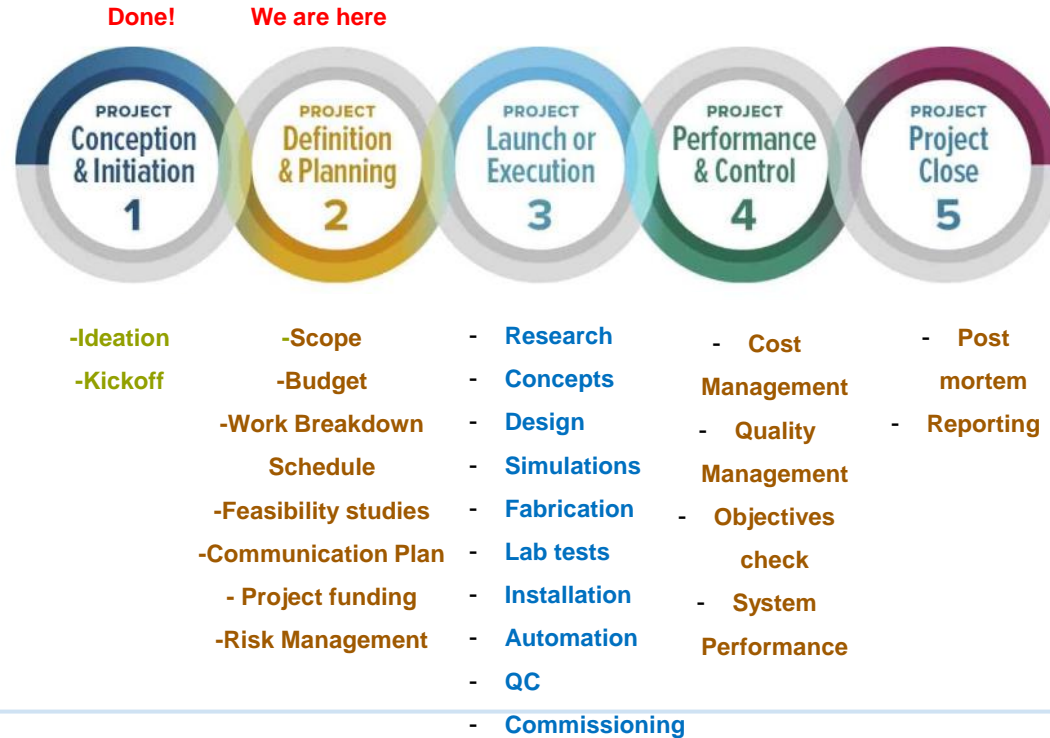 Done!
We are here
PROJECT
Conception
& Initiation
1
PROJECT
Definition
& Planning
2
PROJECT
Launch or
Execution
3
PROJECT
Performance
& Control
4
PROJECT
Project
Close
5
-Ideation
-Kickoff
-Scope
-Budget
-Work Breakdown
Schedule
-Feasibility studies
-Communication Plan
- Project funding
-Risk Management
- Research
- Concepts
- Design
- Simulations
- Fabrication
- Lab tests
- Installation
- Automation
- QC
- Commissioning
- Cost
Management
- Quality
Management
- Objectives
check
- System
Performance
- Post
mortem
- Reporting